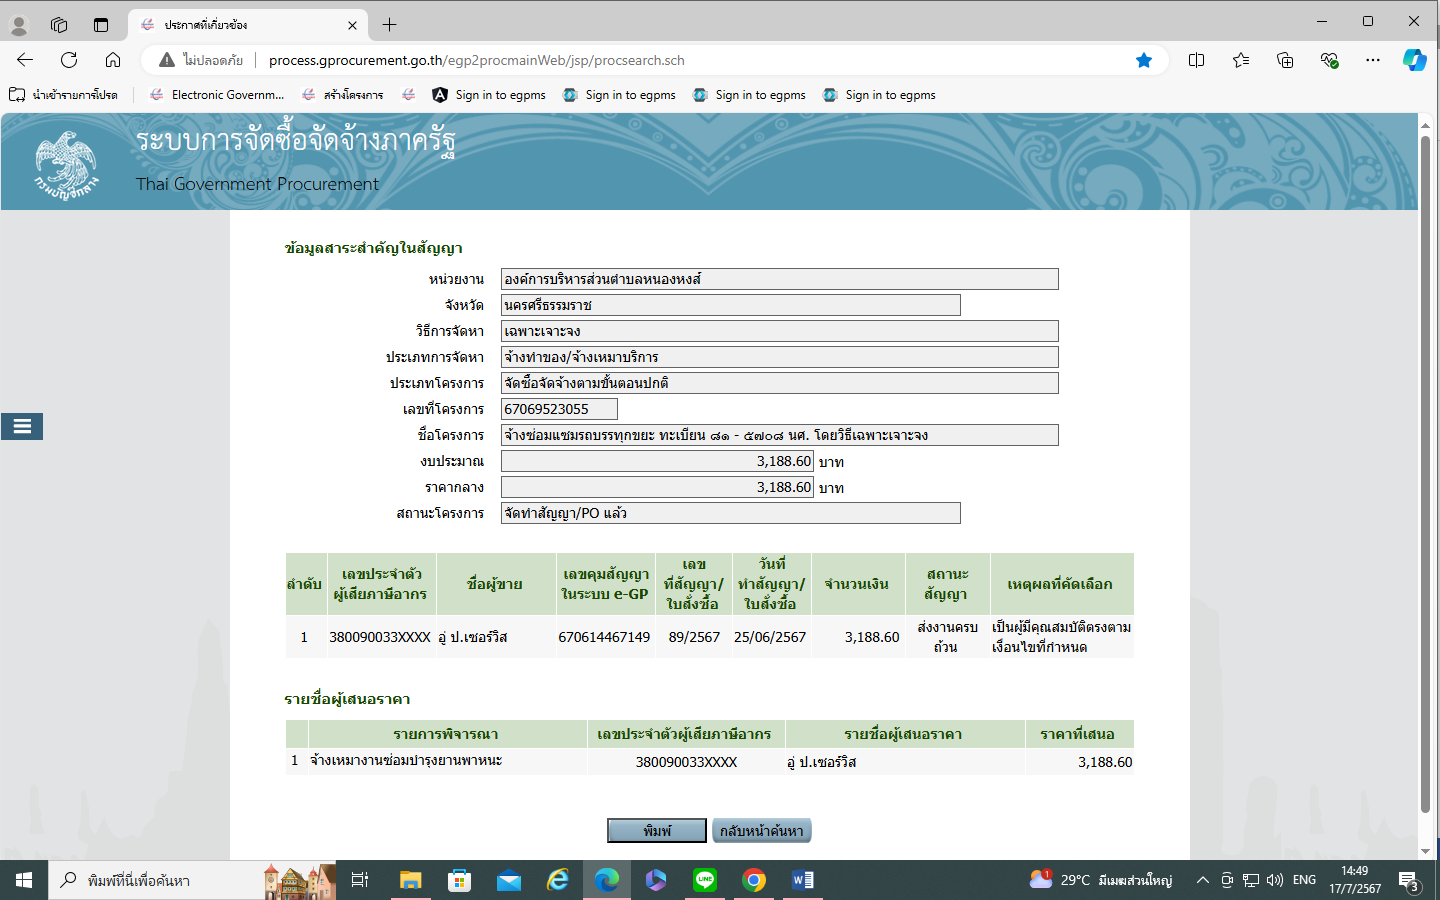 ประกาศที่เกี่ยวข้อง
ไม่ปลอดภัย
process.gprocurement.go.th/egp2procmainWeb/jsp/procsearch.sch
นำเข้ารายการโปรด
Electronic Governm...
สร้างโครงการ
Sign in to egpms
Sign in to egpms
Sign in to egpms
Sign in to egpms
ระบบการจัดซื้อจัดจ้างภาครัฐ
Thai Government Procurement
กรมบัญชีกลาง
ข้อมูลสาระสำคัญในสัญญา
หน่วยงาน องค์การบริหารส่วนตำบลหนองหงส์
จังหวัด นครศรีธรรมราช
วิธีการจัดหา เฉพาะเจาะจง
ประเภทการจัดหา จ้างทำของ/จ้างเหมาบริการ
ประเภทโครงการ จัดซื้อจัดจ้างตามขั้นตอนปกติ
เลขที่โครงการ 67069523055
ชื่อโครงการ จ้างซ่อมแซมรถบรรทุกขยะ ทะเบียน ๘๑ - ๕๗๐๘ นศ. โดยวิธีเฉพาะเจาะจง
งบประมาณ 3,188.60 บาท
ราคากลาง 3,188.60 บาท
สถานะโครงการ จัดทำสัญญา/PO แล้ว
ลำดับ เลขประจำตัวผู้เสียภาษีอากร ชื่อผู้ขาย เลขคุมสัญญาในระบบ e-GP เลขที่สัญญา/ใบสั่งซื้อ วันที่ทำสัญญา/ใบสั่งซื้อ จำนวนเงิน สถานะสัญญา เหตุผลที่คัดเลือก
1 380090033XXXX อู่ ป.เซอร์วิส 670614467149 89/2567 25/06/2567 3,188.60 ส่งงานครบถ้วน เป็นผู้มีคุณสมบัติตรงตามเงื่อนไขที่กำหนด
รายชื่อผู้เสนอราคา
รายการพิจารณา เลขประจำตัวผู้เสียภาษีอากร รายชื่อผู้เสนอราคา ราคาที่เสนอ
1 จ้างเหมางานซ่อมบำรุงยานพาหนะ 380090033XXXX อู่ ป.เซอร์วิส 3,188.60
พิมพ์ กลับหน้าค้นหา
พิมพ์ที่นี่เพื่อค้นหา
1
29°C มีเมฆส่วนใหญ่
ENG
14:49
17/7/2567
3